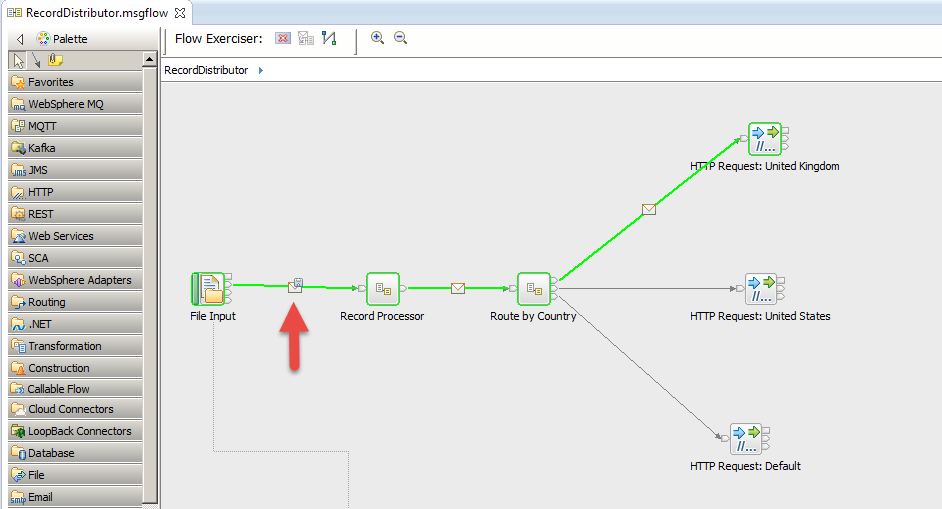 RecordDistributor.msgflow
Palette
Flow Exerciser:
RecordDistributor
Favorites
WebSphere MQ
MQTT
Kafka
JMS
HTTP
REST
Web Services
SCA
WebSphere Adapters
Routing
.NET
Transformation
Construction
Callable Flow
Cloud Connectors
LoopBack Connectors
Database
File
Email
HTTP Request: United Kingdom
File Input
Record Processor
Route by Country
HTTP Request: United States
HTTP Request: Default